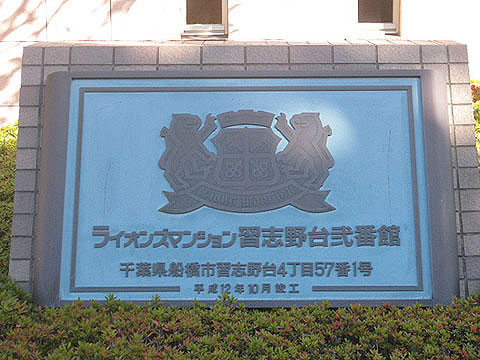 ライオンズマンション習志野台弐番館
千葉県船橋市習志野台4丁目57番1号
平成12年10月竣工